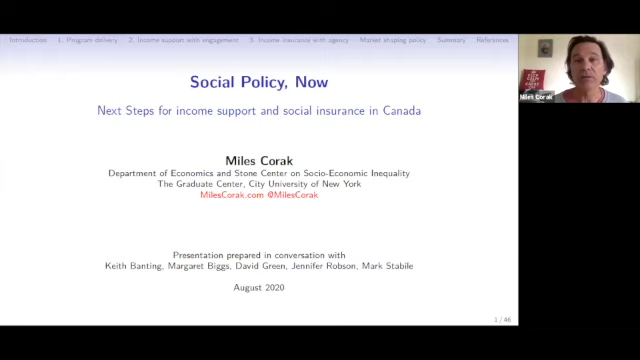 Introduction 1. Program delivery 2. Income support with engagement 3. Income insurance with agency Market shaping policy Summary References
Social Policy, Now
Next Steps for income support and social insurance in Canada
Miles Corak
Department of Economics and Stone Center on Socio-Economic Inequality
The Graduate Center, City University of New York
MilesCorak.com @MilesCorak
Presentation prepared in conversation with
Keith Banting, Margaret Biggs, David Green, Jennifer Robson, Mark Stabile
August 2020
1 / 46
Miles Corak